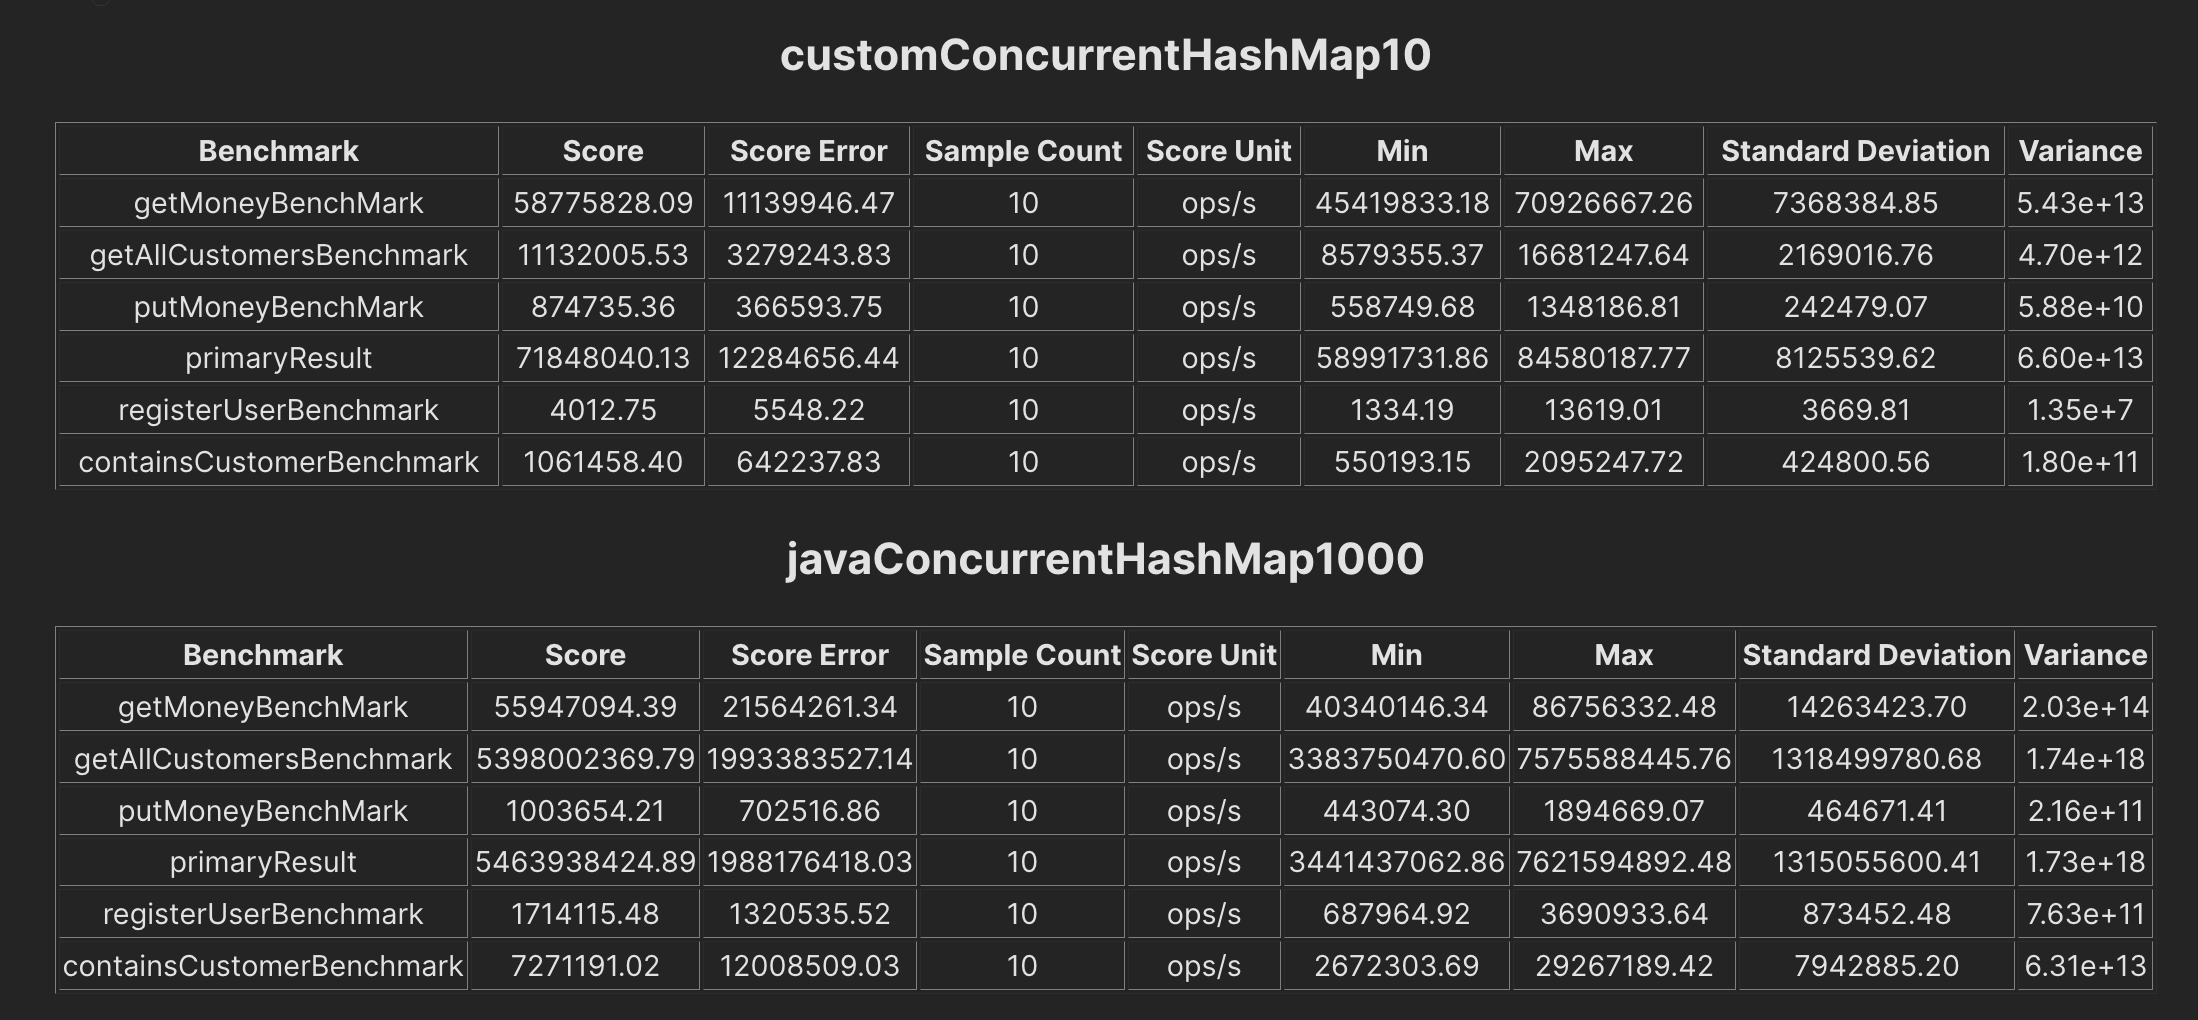 customConcurrentHashMap10
Benchmark Score Score Error Sample Count Score Unit Min Max Standard Deviation Variance
getMoneyBenchMark 58775828.09 11139946.47 10 ops/s 45419833.18 70926667.26 7368384.85 5.43e+13
getAllCustomersBenchmark 11132005.53 3279243.83 10 ops/s 8579355.37 16681247.64 2169016.76 4.70e+12
putMoneyBenchMark 874735.36 366593.75 10 ops/s 558749.68 1348186.81 242479.07 5.88e+10
primaryResult 71848040.13 12284656.44 10 ops/s 58991731.86 84580187.77 8125539.62 6.60e+13
registerUserBenchmark 4012.75 5548.22 10 ops/s 1334.19 13619.01 3669.81 1.35e+7
containsCustomerBenchmark 1061458.40 642237.83 10 ops/s 550193.15 2095247.72 424800.56 1.80e+11
javaConcurrentHashMap1000
Benchmark Score Score Error Sample Count Score Unit Min Max Standard Deviation Variance
getMoneyBenchMark 55947094.39 21564261.34 10 ops/s 40340146.34 86756332.48 14263423.70 2.03e+14
getAllCustomersBenchmark 5398002369.79 1993383527.14 10 ops/s 3383750470.60 7575588445.76 1318499780.68 1.74e+18
putMoneyBenchMark 1003654.21 702516.86 10 ops/s 443074.30 1894669.07 464671.41 2.16e+11
primaryResult 5463938424.89 1988176418.03 10 ops/s 3441437062.86 7621594892.48 1315055600.41 1.73e+18
registerUserBenchmark 1714115.48 1320535.52 10 ops/s 687964.92 3690933.64 873452.48 7.63e+11
containsCustomerBenchmark 7271191.02 12008509.03 10 ops/s 2672303.69 29267189.42 7942885.20 6.31e+13